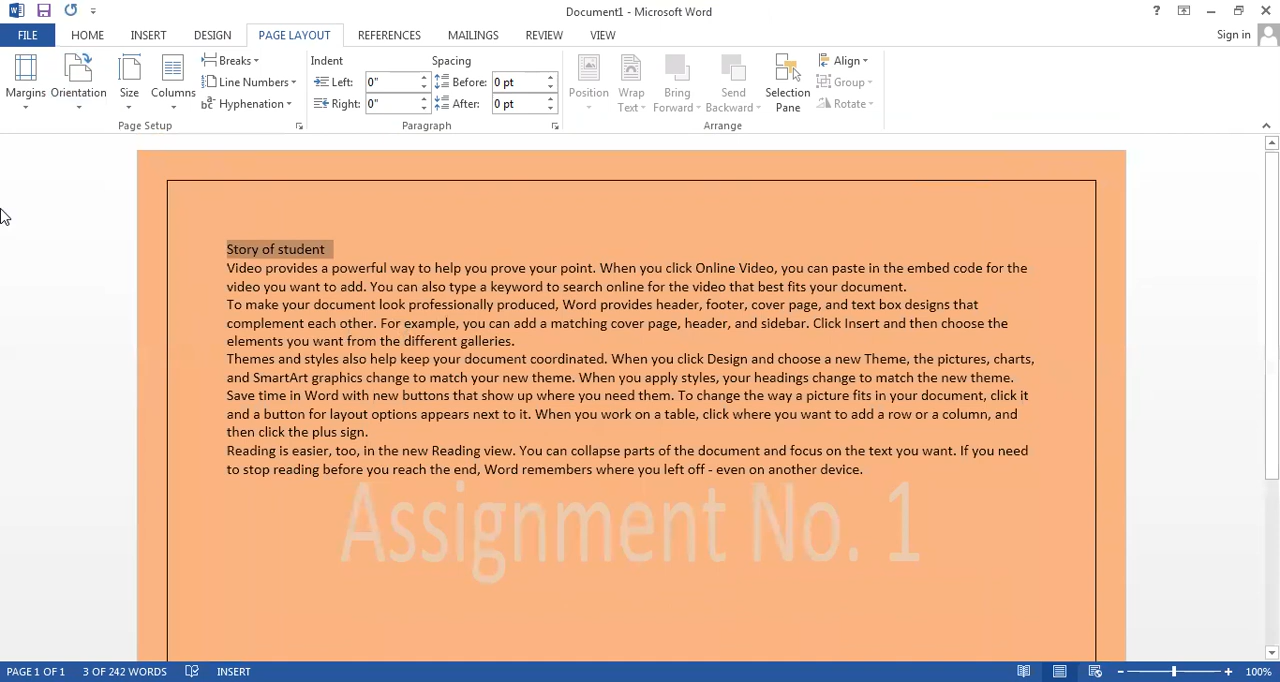 Document1 - Microsoft Word
?
FILE HOME INSERT DESIGN PAGE LAYOUT REFERENCES MAILINGS REVIEW VIEW Sign in
Margins
Orientation
Size
Columns
Breaks
Line Numbers
Hyphenation
Page Setup
Indent
Left: 0"
Right: 0"
Spacing
Before: 0 pt
After: 0 pt
Paragraph
Position
Wrap
Text
Bring
Forward
Send
Backward
Selection
Pane
Align
Group
Rotate
Arrange
Story of student
Video provides a powerful way to help you prove your point. When you click Online Video, you can paste in the embed code for the
video you want to add. You can also type a keyword to search online for the video that best fits your document.
To make your document look professionally produced, Word provides header, footer, cover page, and text box designs that
complement each other. For example, you can add a matching cover page, header, and sidebar. Click Insert and then choose the
elements you want from the different galleries.
Themes and styles also help keep your document coordinated. When you click Design and choose a new Theme, the pictures, charts,
and SmartArt graphics change to match your new theme. When you apply styles, your headings change to match the new theme.
Save time in Word with new buttons that show up where you need them. To change the way a picture fits in your document, click it
and a button for layout options appears next to it. When you work on a table, click where you want to add a row or a column, and
then click the plus sign.
Reading is easier, too, in the new Reading view. You can collapse parts of the document and focus on the text you want. If you need
to stop reading before you reach the end, Word remembers where you left off - even on another device.
Assignment No. 1
PAGE 1 OF 1 3 OF 242 WORDS INSERT 100%